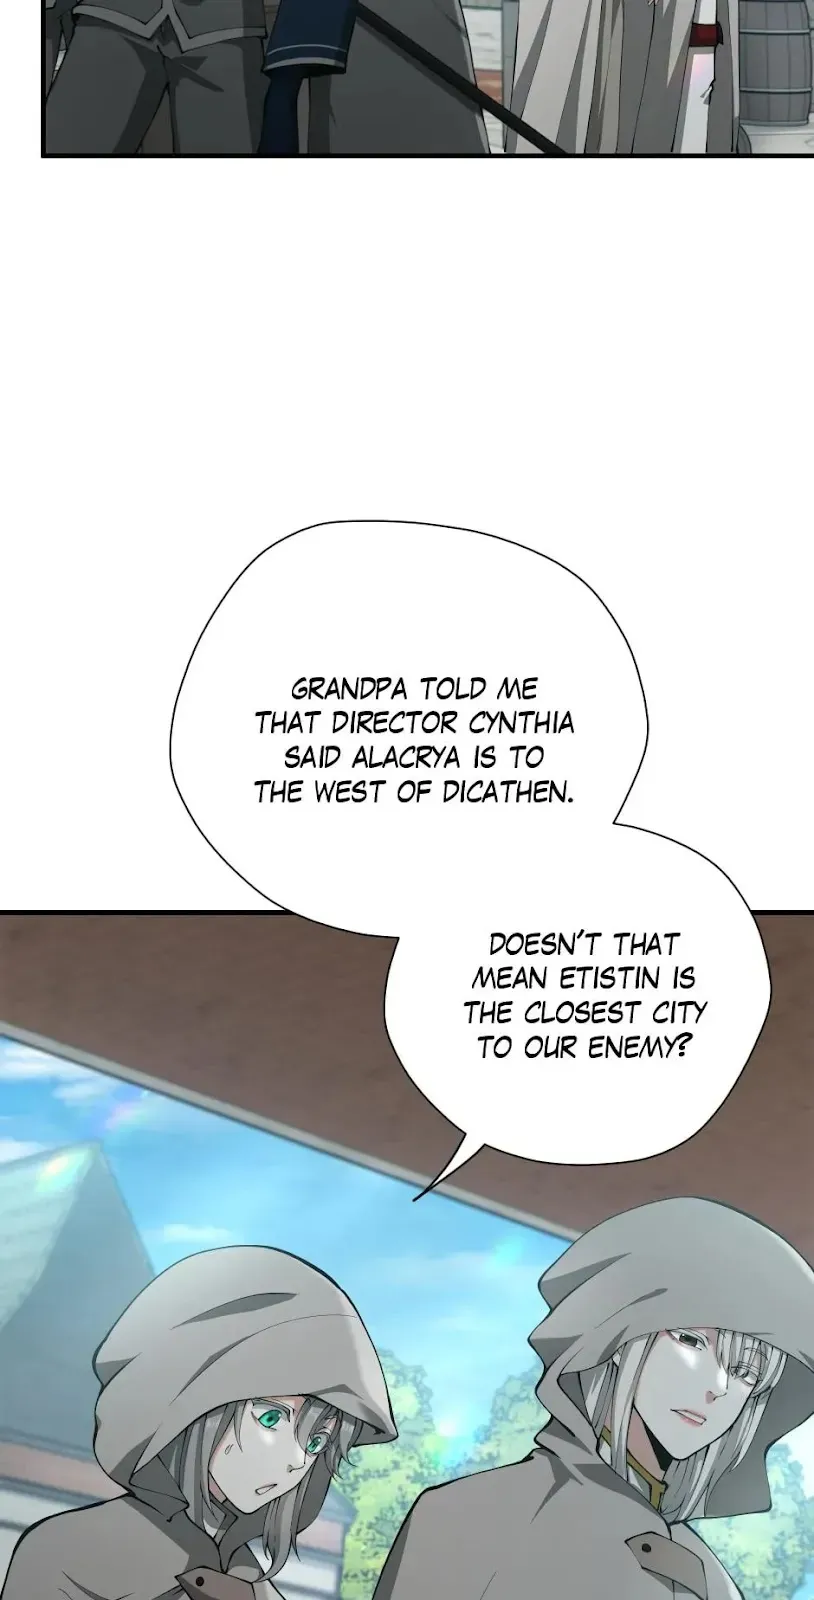 GRANDPA TOLD ME
THAT DIRECTOR CYNTHIA
SAID ALACRYA IS TO
THE WEST OF DICATHEN.
DOESN'T THAT
MEAN ETISTIN IS
THE CLOSEST CITY
TO OUR ENEMY?